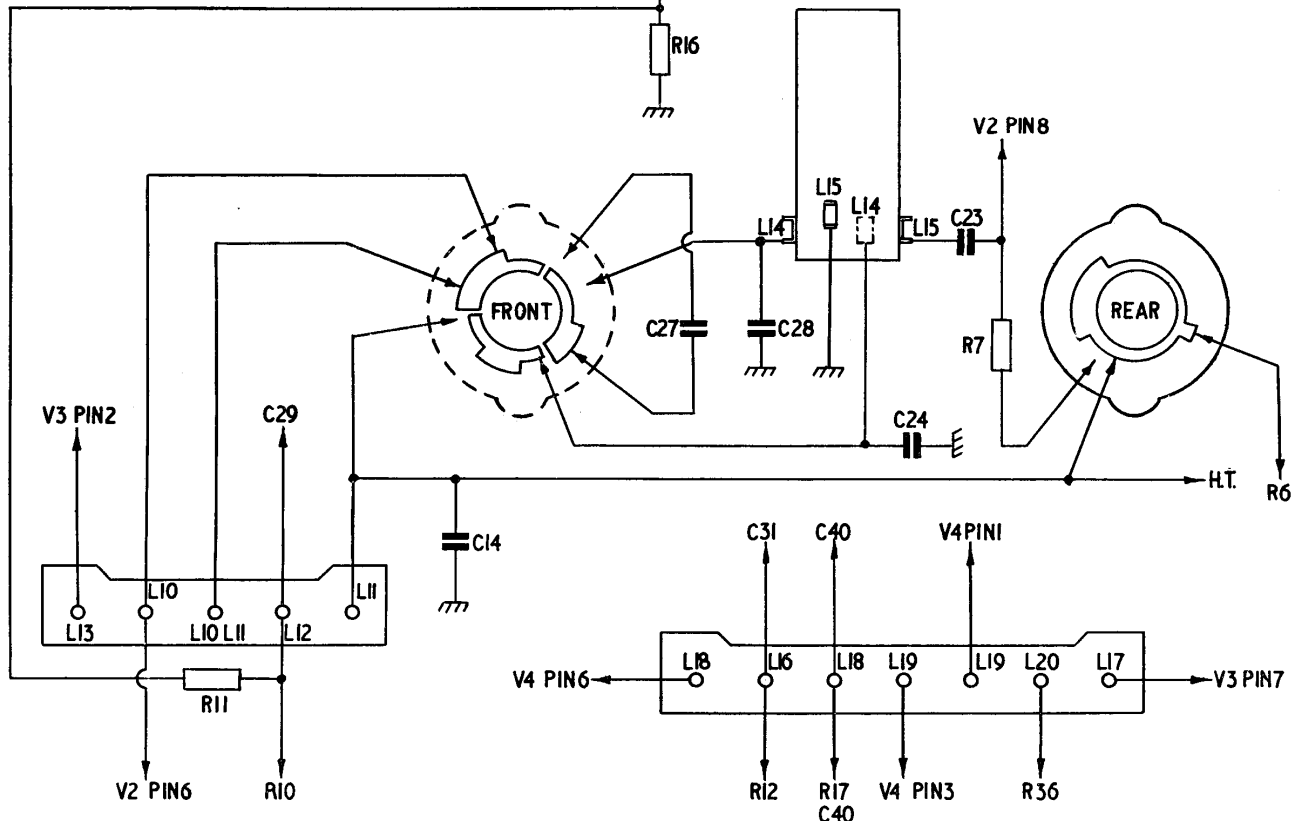 R16
V2 PIN8
L15
L14
L14
L15
C23
FRONT
REAR
C27
C28
R7
V3 PIN2
C29
C24
H.T.
R6
C14
C31
C40
V4 PIN1
L10
L11
L13
L10 L11
L12
L18
L16
L18
L19
L19
L20
L17
V4 PIN6
V3 PIN7
R11
V2 PIN6
R10
R12
R17
C40
V4 PIN3
R36